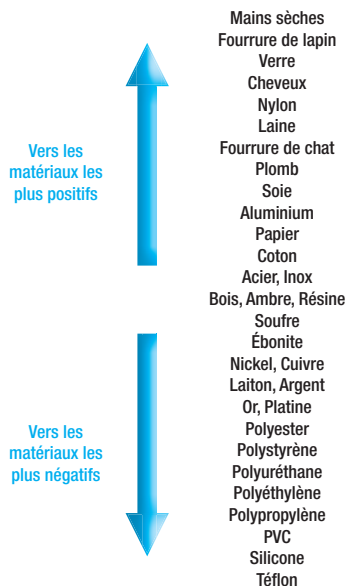 Mains sèches
Fourrure de lapin
Verre
Cheveux
Nylon
Laine
Fourrure de chat
Plomb
Soie
Aluminium
Papier
Coton
Acier, Inox
Bois, Ambre, Résine
Soufre
Ébonite
Nickel, Cuivre
Laiton, Argent
Or, Platine
Polyester
Polystyrène
Polyuréthane
Polyéthylène
Polypropylène
PVC
Silicone
Téflon
Vers les
matériaux les
plus positifs
Vers les
matériaux les
plus négatifs